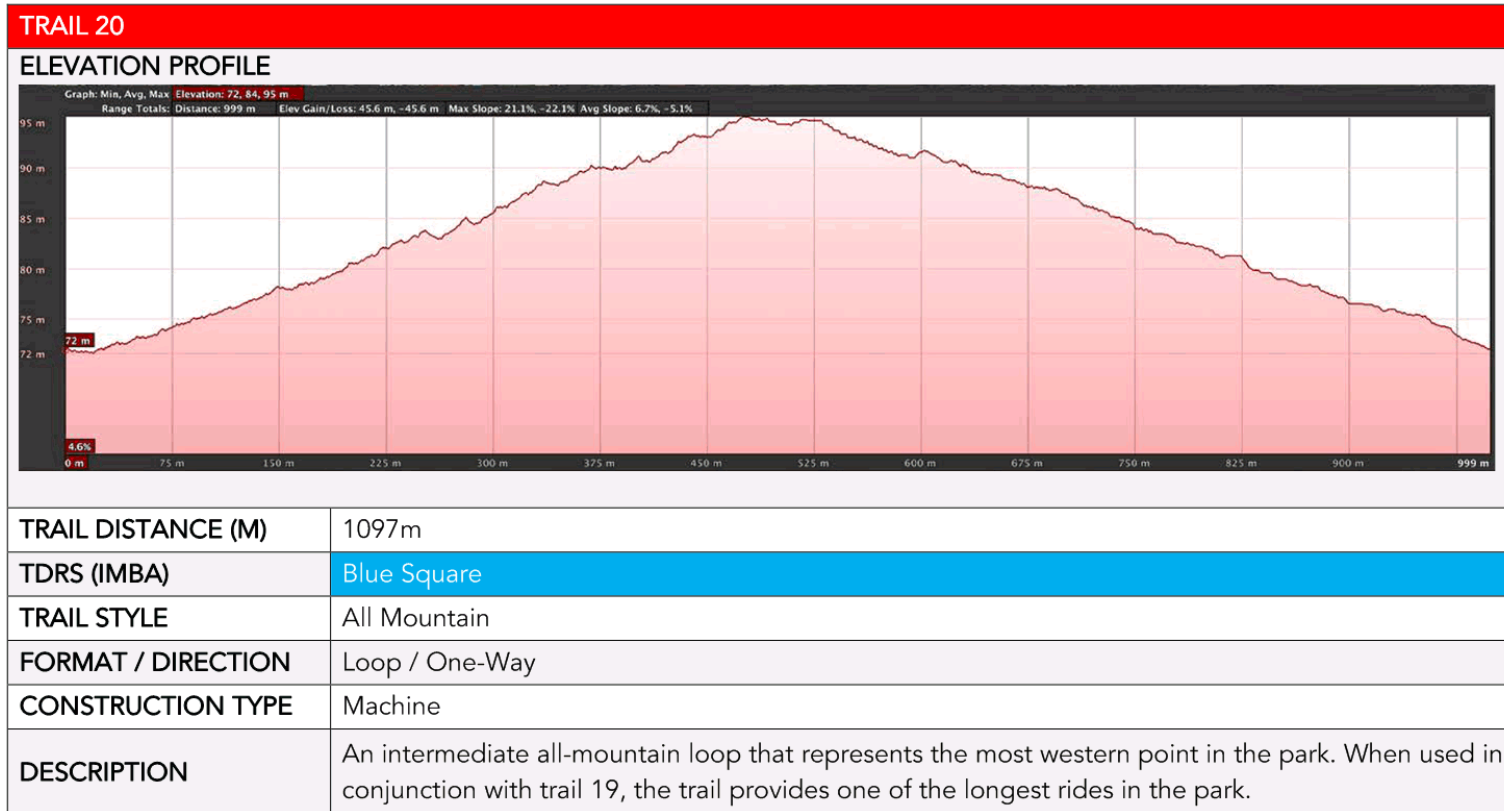 TRAIL 20
ELEVATION PROFILE
Graph: Min, Avg, Max Elevation: 72, 84, 95 m
Range Totals: Distance: 999 m Elev Gain/Loss: 45.6 m, -45.6 m Max Slope: 21.1%, -22.1% Avg Slope: 6.7%, -5.1%
95 m
90 m
85 m
80 m
75 m
72 m
72 m
4.6%
0 m 75 m 150 m 225 m 300 m 375 m 450 m 525 m 600 m 675 m 750 m 825 m 900 m 999 m
TRAIL DISTANCE (M) 1097m
TDRS (IMBA) Blue Square
TRAIL STYLE All Mountain
FORMAT / DIRECTION Loop / One-Way
CONSTRUCTION TYPE Machine
DESCRIPTION An intermediate all-mountain loop that represents the most western point in the park. When used in
conjunction with trail 19, the trail provides one of the longest rides in the park.